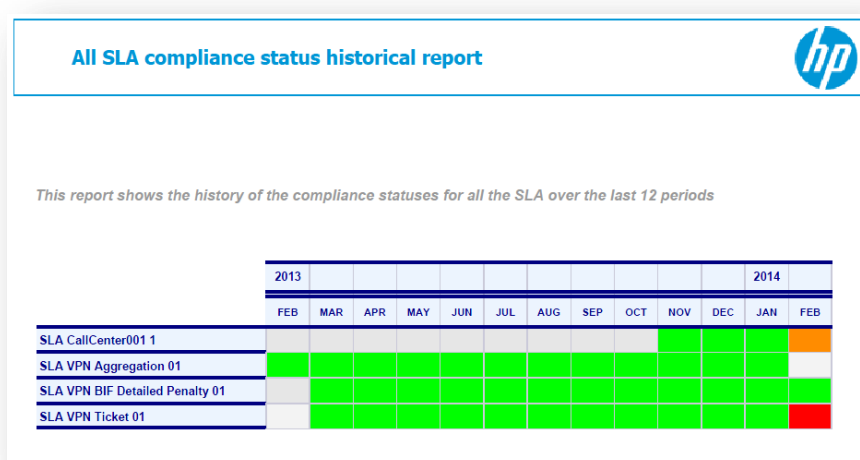 All SLA compliance status historical report
hp
This report shows the history of the compliance statuses for all the SLA over the last 12 periods
2013 2014
FEB MAR APR MAY JUN JUL AUG SEP OCT NOV DEC JAN FEB
SLA CallCenter001 1
SLA VPN Aggregation 01
SLA VPN BIF Detailed Penalty 01
SLA VPN Ticket 01